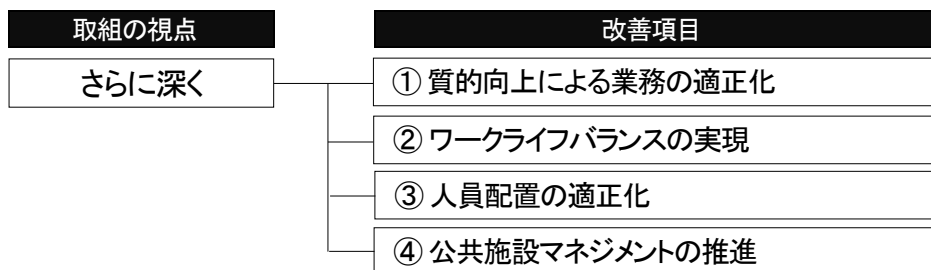 取組の視点
改善項目
さらに深く
① 質的向上による業務の適正化
② ワークライフバランスの実現
③ 人員配置の適正化
④ 公共施設マネジメントの推進